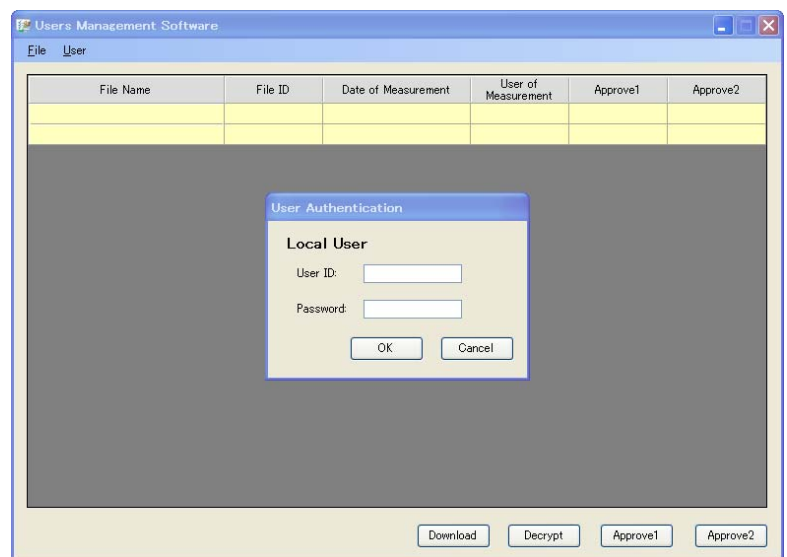 Users Management Software
File User
File Name File ID Date of Measurement User of Measurement Approve1 Approve2
User Authentication
Local User
User ID:
Password:
OK Cancel
Download Decrypt Approve1 Approve2